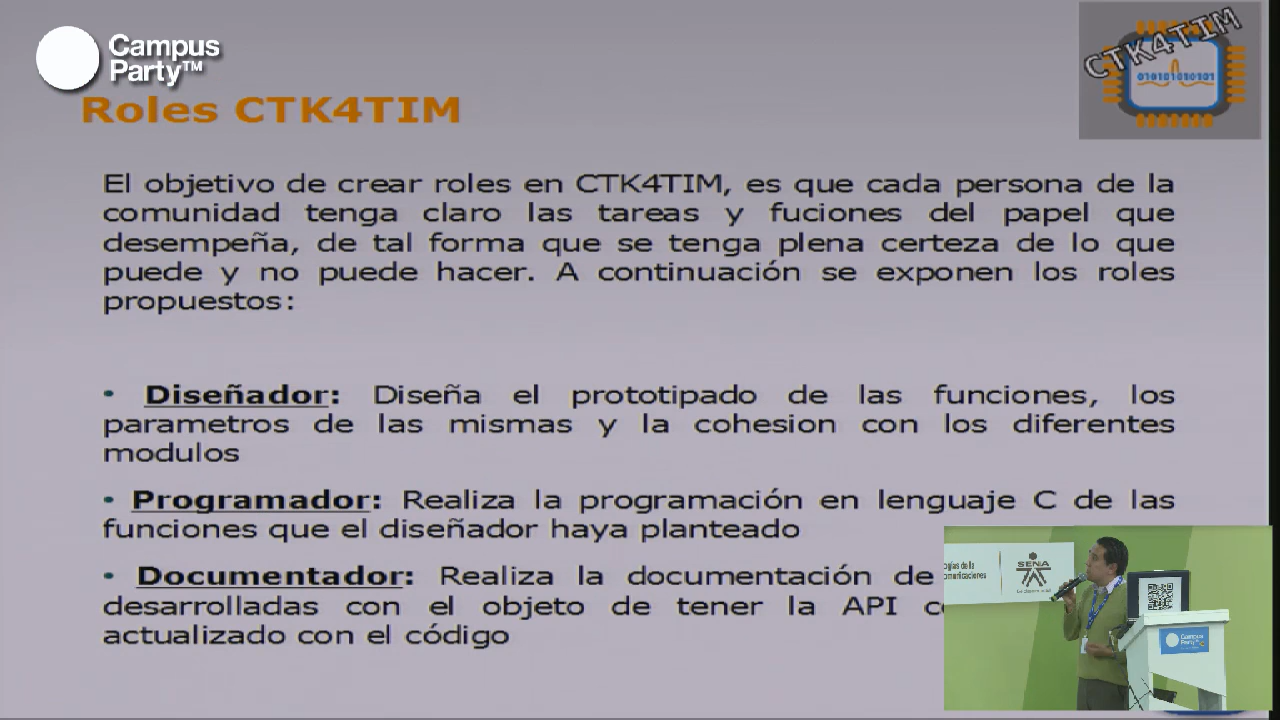 Campus
Party™
CTK4TIM
010101010101
Roles CTK4TIM
El objetivo de crear roles en CTK4TIM, es que cada persona de la
comunidad tenga claro las tareas y fuciones del papel que
desempeña, de tal forma que se tenga plena certeza de lo que
puede y no puede hacer. A continuación se exponen los roles
propuestos:
• Diseñador: Diseña el prototipado de las funciones, los
parametros de las mismas y la cohesion con los diferentes
modulos
• Programador: Realiza la programación en lenguaje C de las
funciones que el diseñador haya planteado
• Documentador: Realiza la documentación de
desarrolladas con el objeto de tener la API
actualizado con el código
SENA
Campus
Party